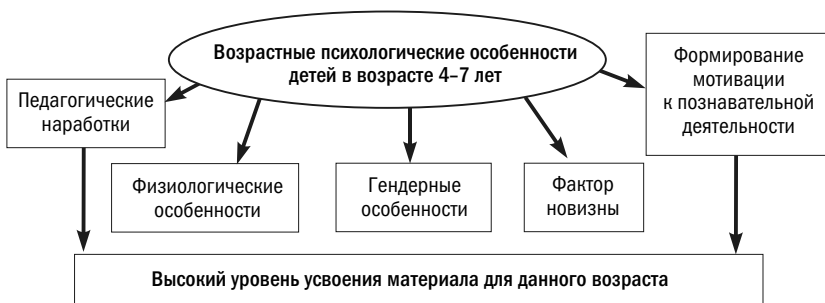 Возрастные психологические особенности
детей в возрасте 4–7 лет
Формирование
мотивации
к познавательной
деятельности
Педагогические
наработки
Физиологические
особенности
Гендерные
особенности
Фактор
новизны
Высокий уровень усвоения материала для данного возраста